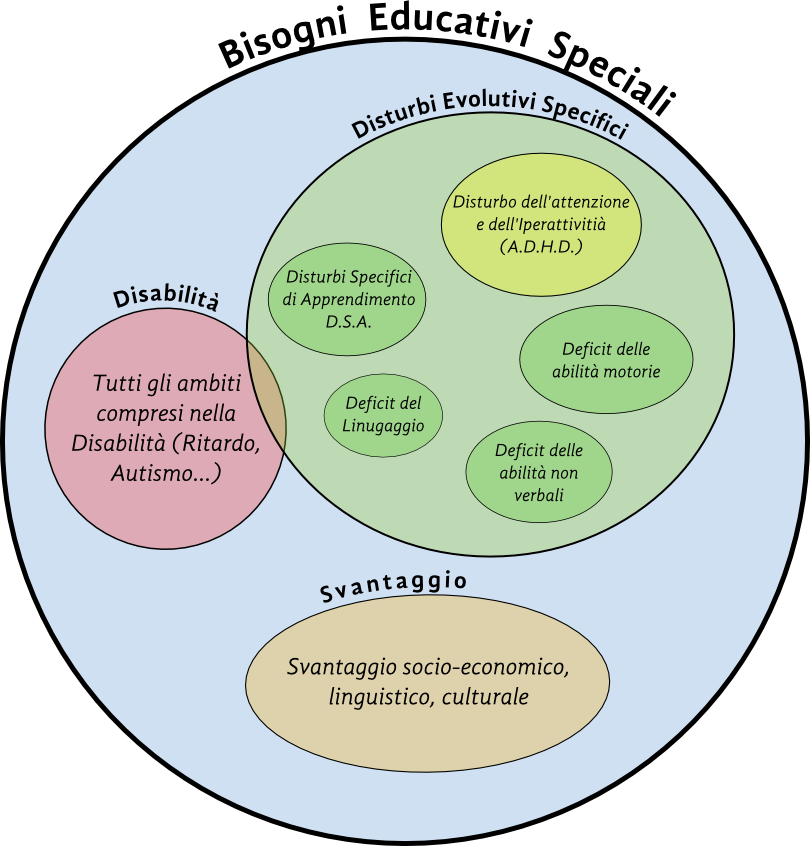 Bisogni Educativi Speciali
Disturbi Evolutivi Specifici
Disturbo dell'attenzione
e dell'Iperattivitià
(A.D.H.D.)
Disturbi Specifici
di Apprendimento
D.S.A.
Disabilità
Deficit delle
abilità motorie
Tutti gli ambiti
compresi nella
Disabilità (Ritardo,
Autismo...)
Deficit del
Linugaggio
Deficit delle
abilità non
verbali
Svantaggio
Svantaggio socio-economico,
linguistico, culturale